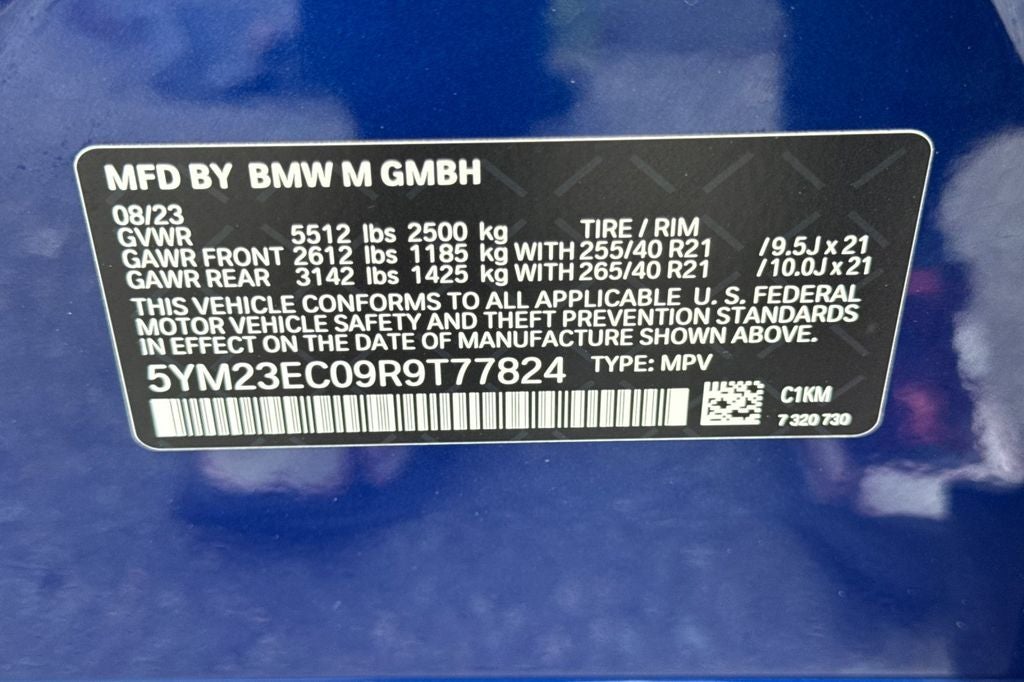 MFD BY BMW M GMBH
08/23
GVWR 5512 lbs 2500 kg TIRE / RIM
GAWR FRONT 2612 lbs 1185 kg WITH 255/40 R21 /9.5J x 21
GAWR REAR 3142 lbs 1425 kg WITH 265/40 R21 /10.0J x 21
THIS VEHICLE CONFORMS TO ALL APPLICABLE U. S. FEDERAL
MOTOR VEHICLE SAFETY AND THEFT PREVENTION STANDARDS
IN EFFECT ON THE DATE OF MANUFACTURE SHOWN ABOVE.
5YM23EC09R9T77824 TYPE: MPV
C1KM
7 320 730